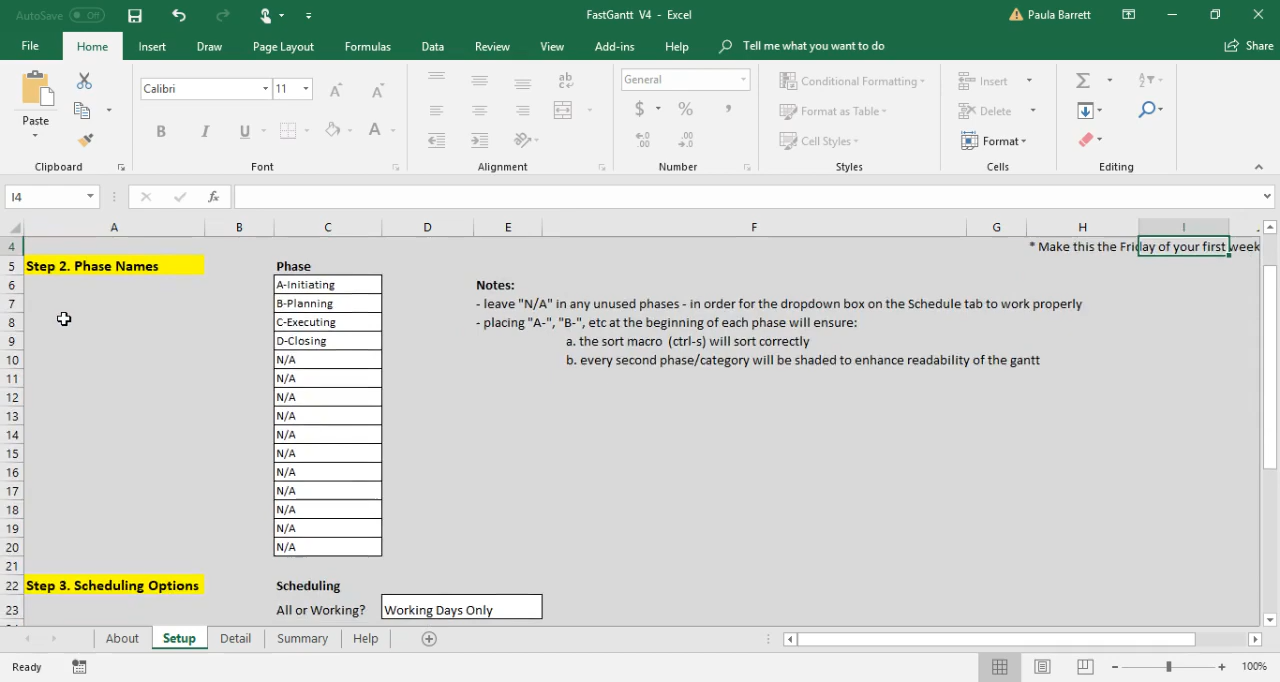 AutoSave Off FastGantt V4 - Excel Paula Barrett
File Home Insert Draw Page Layout Formulas Data Review View Add-ins Help Tell me what you want to do Share
Paste
Clipboard
Calibri 11
B I U A
Font
ab
Alignment
General
$ % ,
Number
Conditional Formatting
Format as Table
Cell Styles
Styles
Insert
Delete
Format
Cells
Editing
I4 fx
A B C D E F G H I
4 * Make this the Friday of your first week
5 Step 2. Phase Names Phase
6 A-Initiating Notes:
7 B-Planning - leave "N/A" in any unused phases - in order for the dropdown box on the Schedule tab to work properly
8 C-Executing - placing "A-", "B-", etc at the beginning of each phase will ensure:
9 D-Closing a. the sort macro (ctrl-s) will sort correctly
10 N/A b. every second phase/category will be shaded to enhance readability of the gantt
11 N/A
12 N/A
13 N/A
14 N/A
15 N/A
16 N/A
17 N/A
18 N/A
19 N/A
20 N/A
21
22 Step 3. Scheduling Options Scheduling
23 All or Working? Working Days Only
About Setup Detail Summary Help
Ready 100%